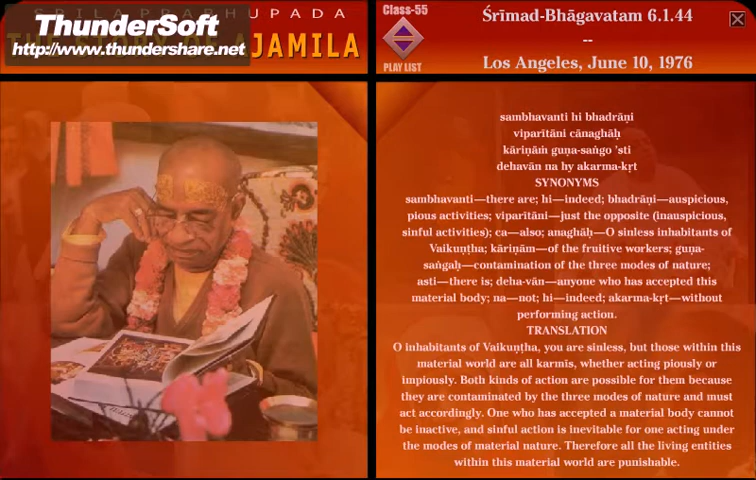 SRILA PRABHUPADA
ThunderSoft
http://www.thundershare.net
THE STORY OF AJAMILA
Class-55
PLAY LIST
Śrīmad-Bhāgavatam 6.1.44
--
Los Angeles, June 10, 1976
sambhavanti hi bhadrāṇi
viparītāni cānaghāḥ
kāriṇāṁ guṇa-saṅgo 'sti
dehavān na hy akarma-kṛt
SYNONYMS
sambhavanti—there are; hi—indeed; bhadrāṇi—auspicious,
pious activities; viparītāni—just the opposite (inauspicious,
sinful activities); ca—also; anaghāḥ—O sinless inhabitants of
Vaikuṇṭha; kāriṇām—of the fruitive workers; guṇa-
saṅgaḥ—contamination of the three modes of nature;
asti—there is; deha-vān—anyone who has accepted this
material body; na—not; hi—indeed; akarma-kṛt—without
performing action.
TRANSLATION
O inhabitants of Vaikuṇṭha, you are sinless, but those within this
material world are all karmīs, whether acting piously or
impiously. Both kinds of action are possible for them because
they are contaminated by the three modes of nature and must
act accordingly. One who has accepted a material body cannot
be inactive, and sinful action is inevitable for one acting under
the modes of material nature. Therefore all the living entities
within this material world are punishable.